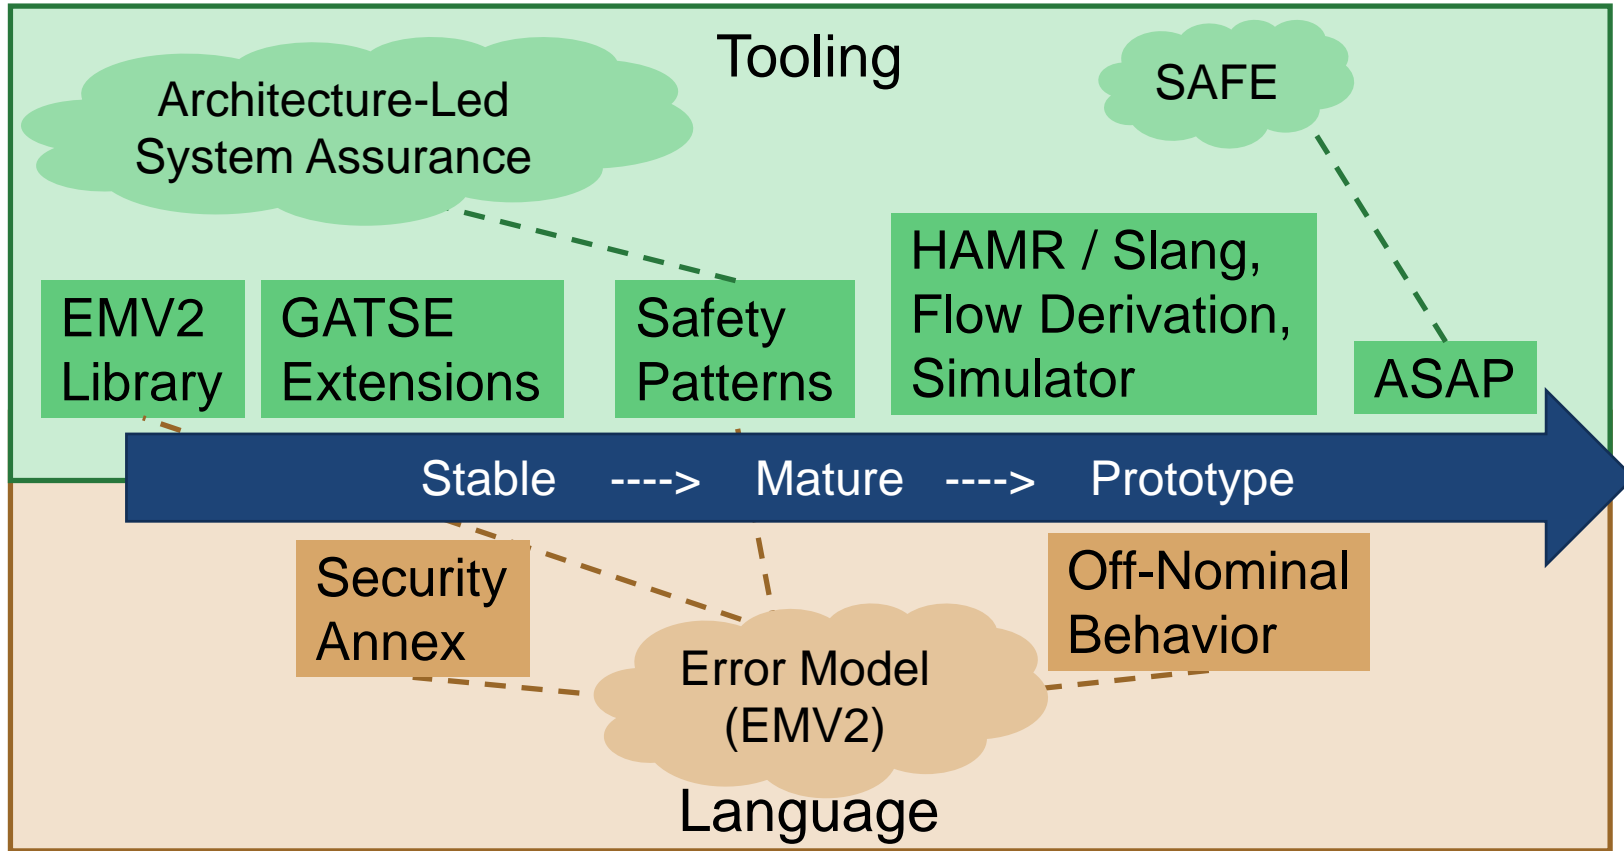 Tooling
Architecture-Led
System Assurance
SAFE
EMV2
Library
GATSE
Extensions
Safety
Patterns
HAMR / Slang,
Flow Derivation,
Simulator
ASAP
Stable ----> Mature ----> Prototype
Security
Annex
Error Model
(EMV2)
Off-Nominal
Behavior
Language